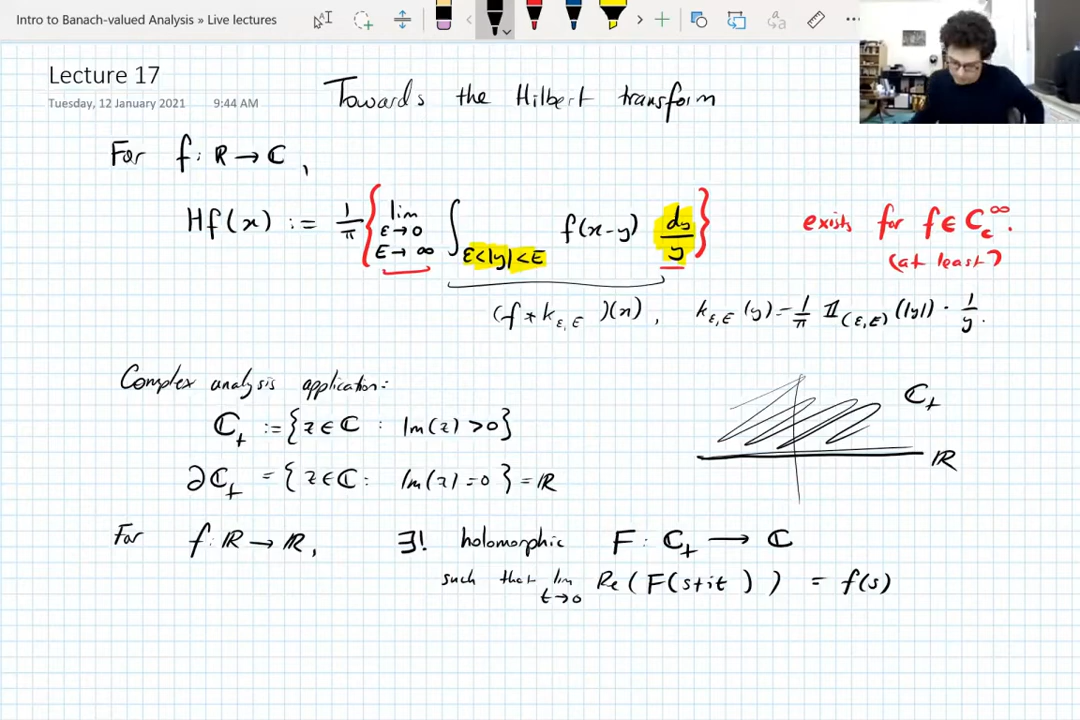 Intro to Banach-valued Analysis » Live lectures
Lecture 17
Tuesday, 12 January 2021 9:44 AM
Towards the Hilbert transform
For f: ℝ → ℂ,
Hf(x) := 1/π { lim ε→0 E→∞ ∫ ε<|y|<E f(x-y) dy/y } exists for f ∈ C_c^∞.
(at least)
(f * k_{ε,E})(x), k_{ε,E}(y) = 1/π 𝟙_{(ε,E)}(|y|) · 1/y.
Complex analysis application:
ℂ₊ := {z ∈ ℂ : Im(z) > 0}
ℂ₊
∂ℂ₊ = {z ∈ ℂ : Im(z) = 0} = ℝ
ℝ
For f: ℝ → ℝ, ∃! holomorphic F: ℂ₊ → ℂ
such that lim t→0 Re(F(s+it)) = f(s)